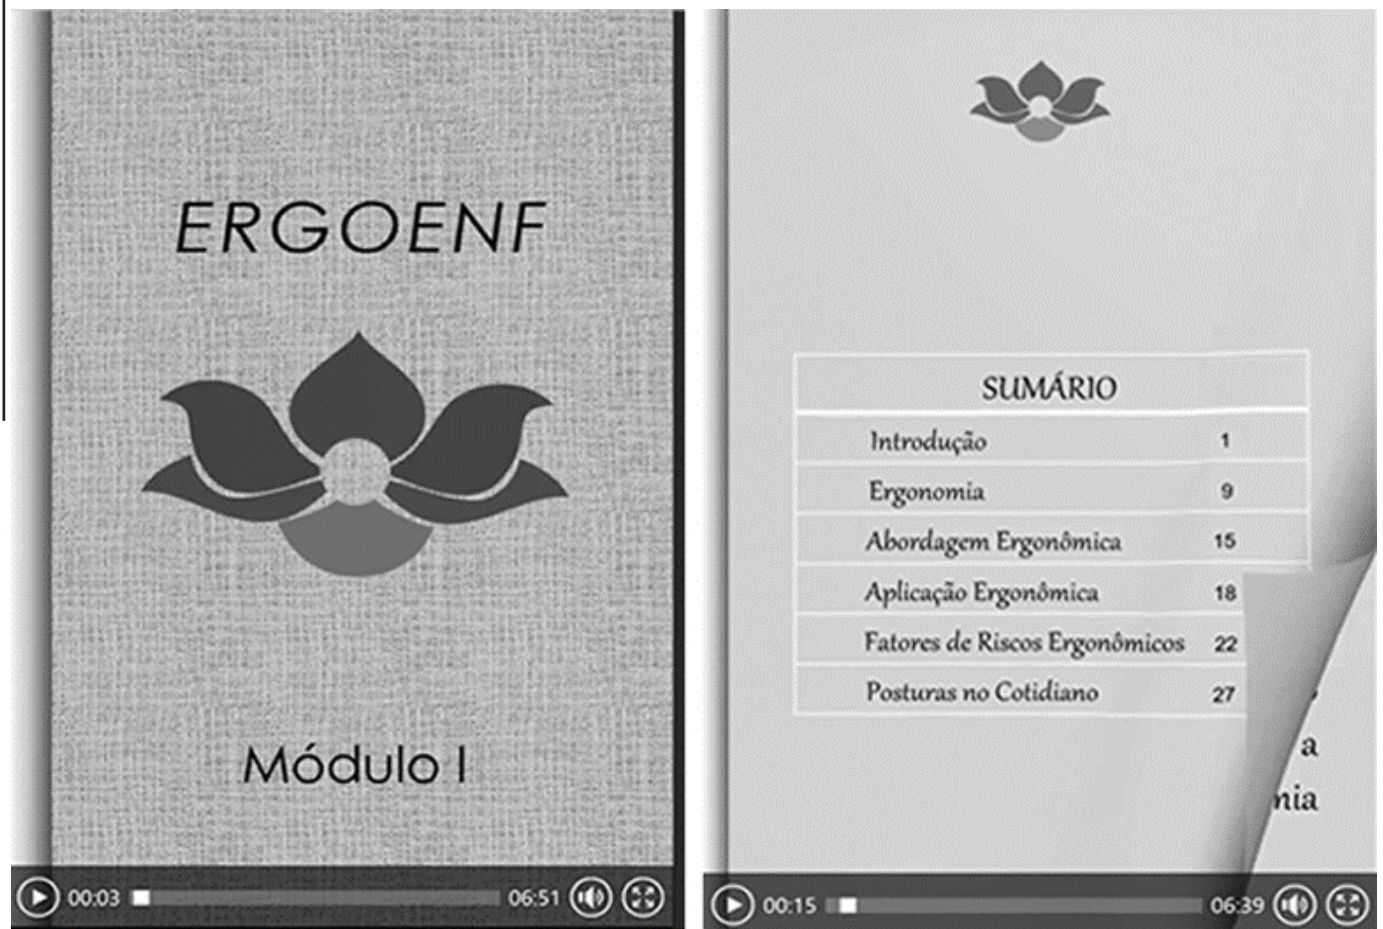 ERGOENF
Módulo I
00:03 06:51
SUMÁRIO
Introdução 1
Ergonomia 9
Abordagem Ergonômica 15
Aplicação Ergonômica 18
Fatores de Riscos Ergonômicos 22
Posturas no Cotidiano 27
a
nia
00:15 06:39